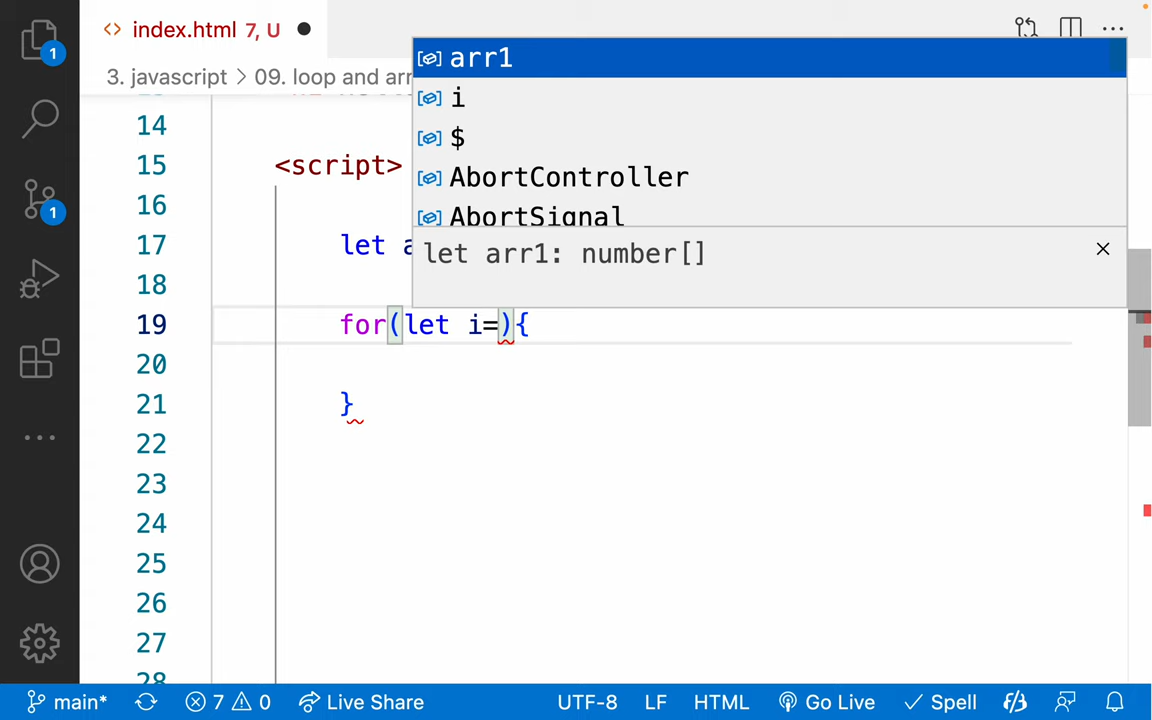 index.html 7, U
3. javascript > 09. loop and arr
arr1
i
$
AbortController
AbortSignal
let arr1: number[]
14
15 <script>
16
17 let a
18
19 for(let i=){
20
21 }
22
23
24
25
26
27
28
1
1
main* 7 0 Live Share UTF-8 LF HTML Go Live Spell